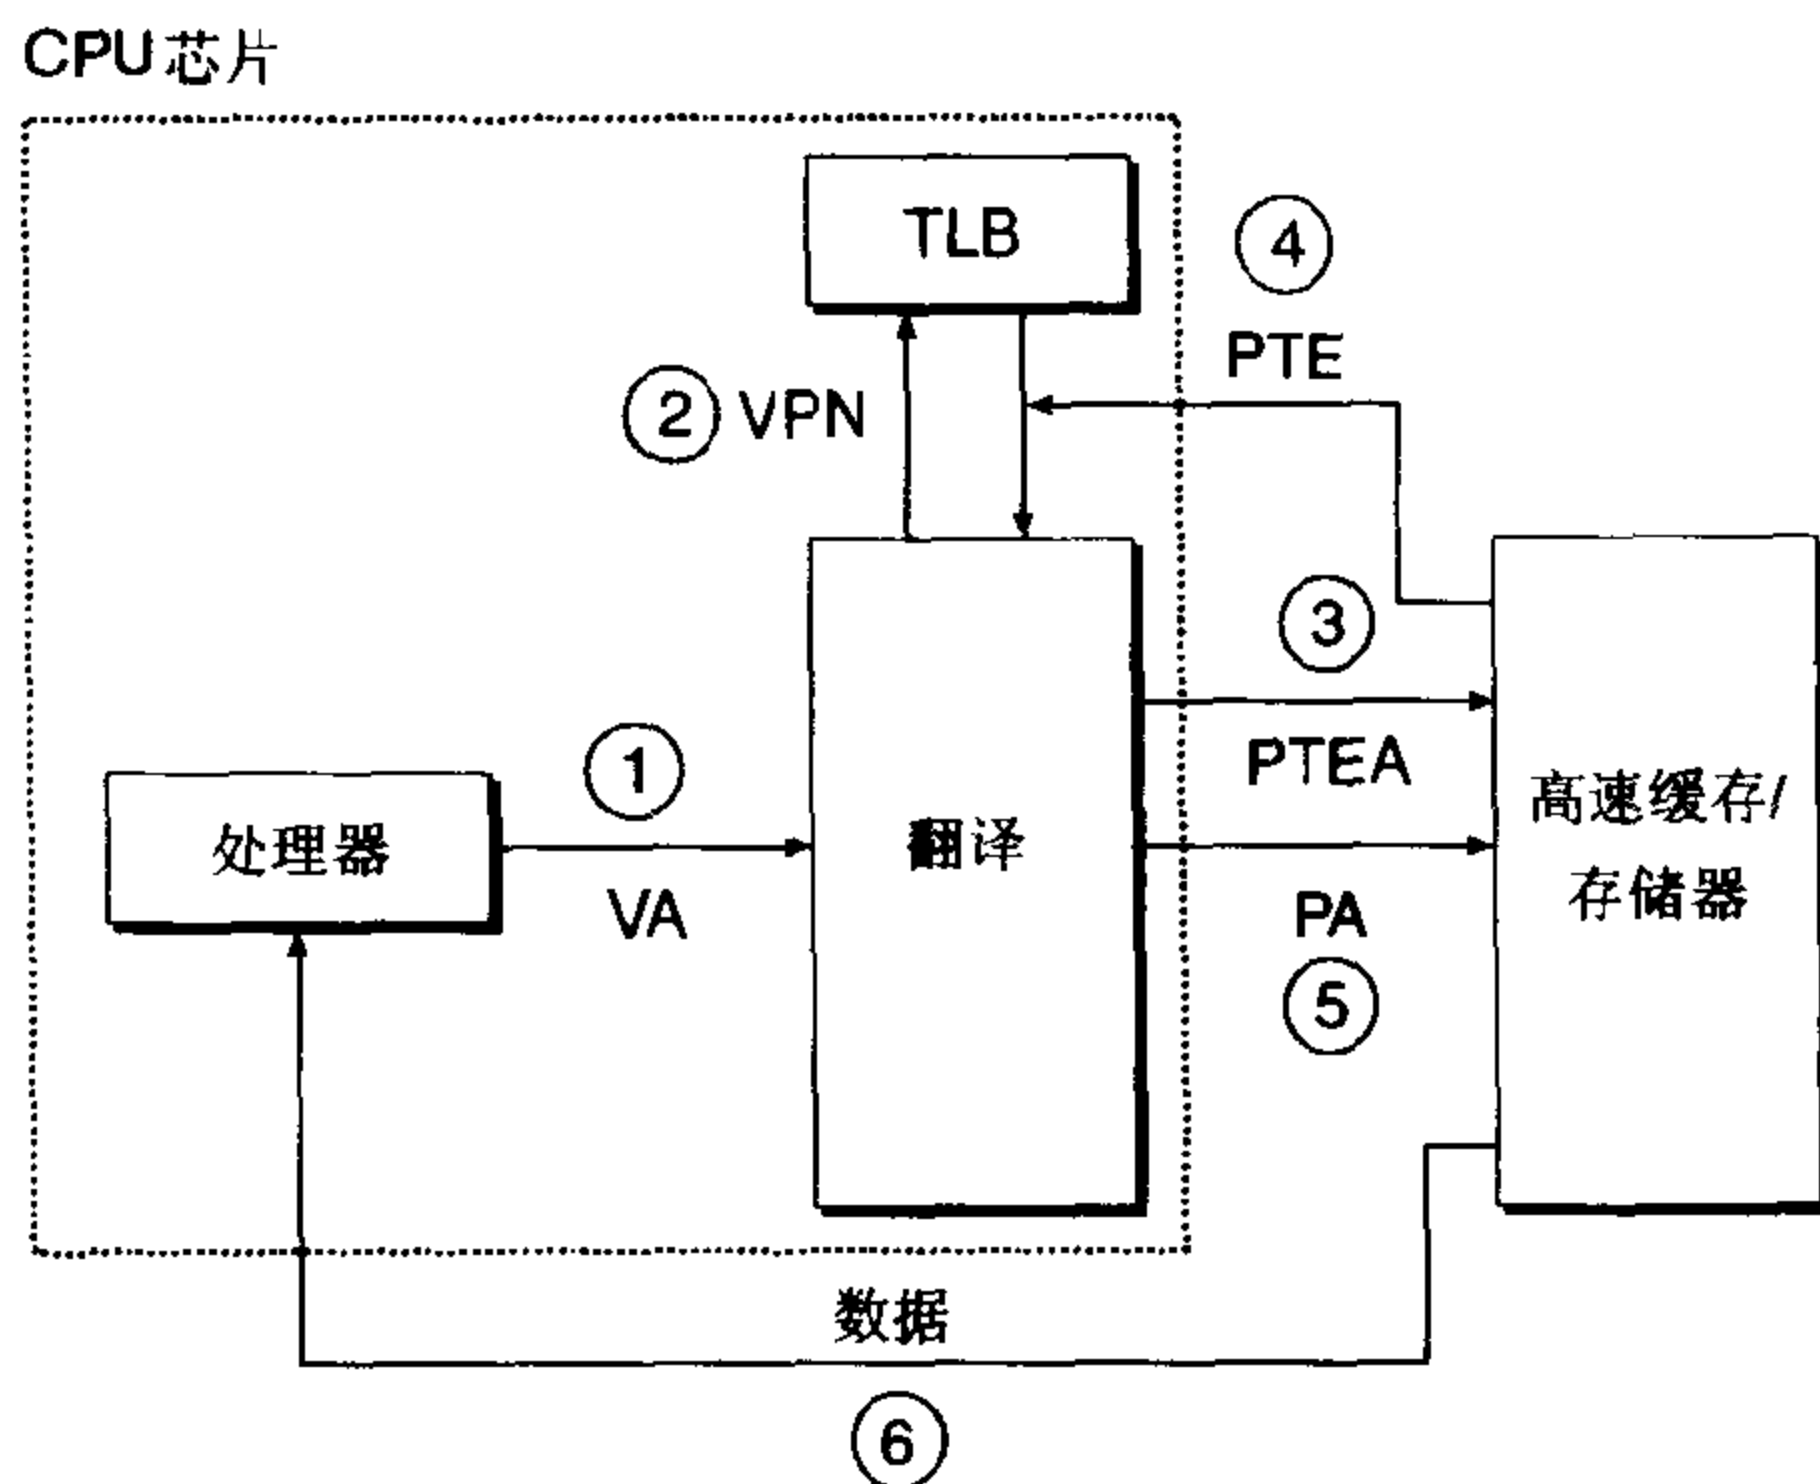 CPU芯片
TLB
④
PTE
② VPN
③
PTEA
①
处理器
VA
翻译
高速缓存/
存储器
PA
⑤
数据
⑥